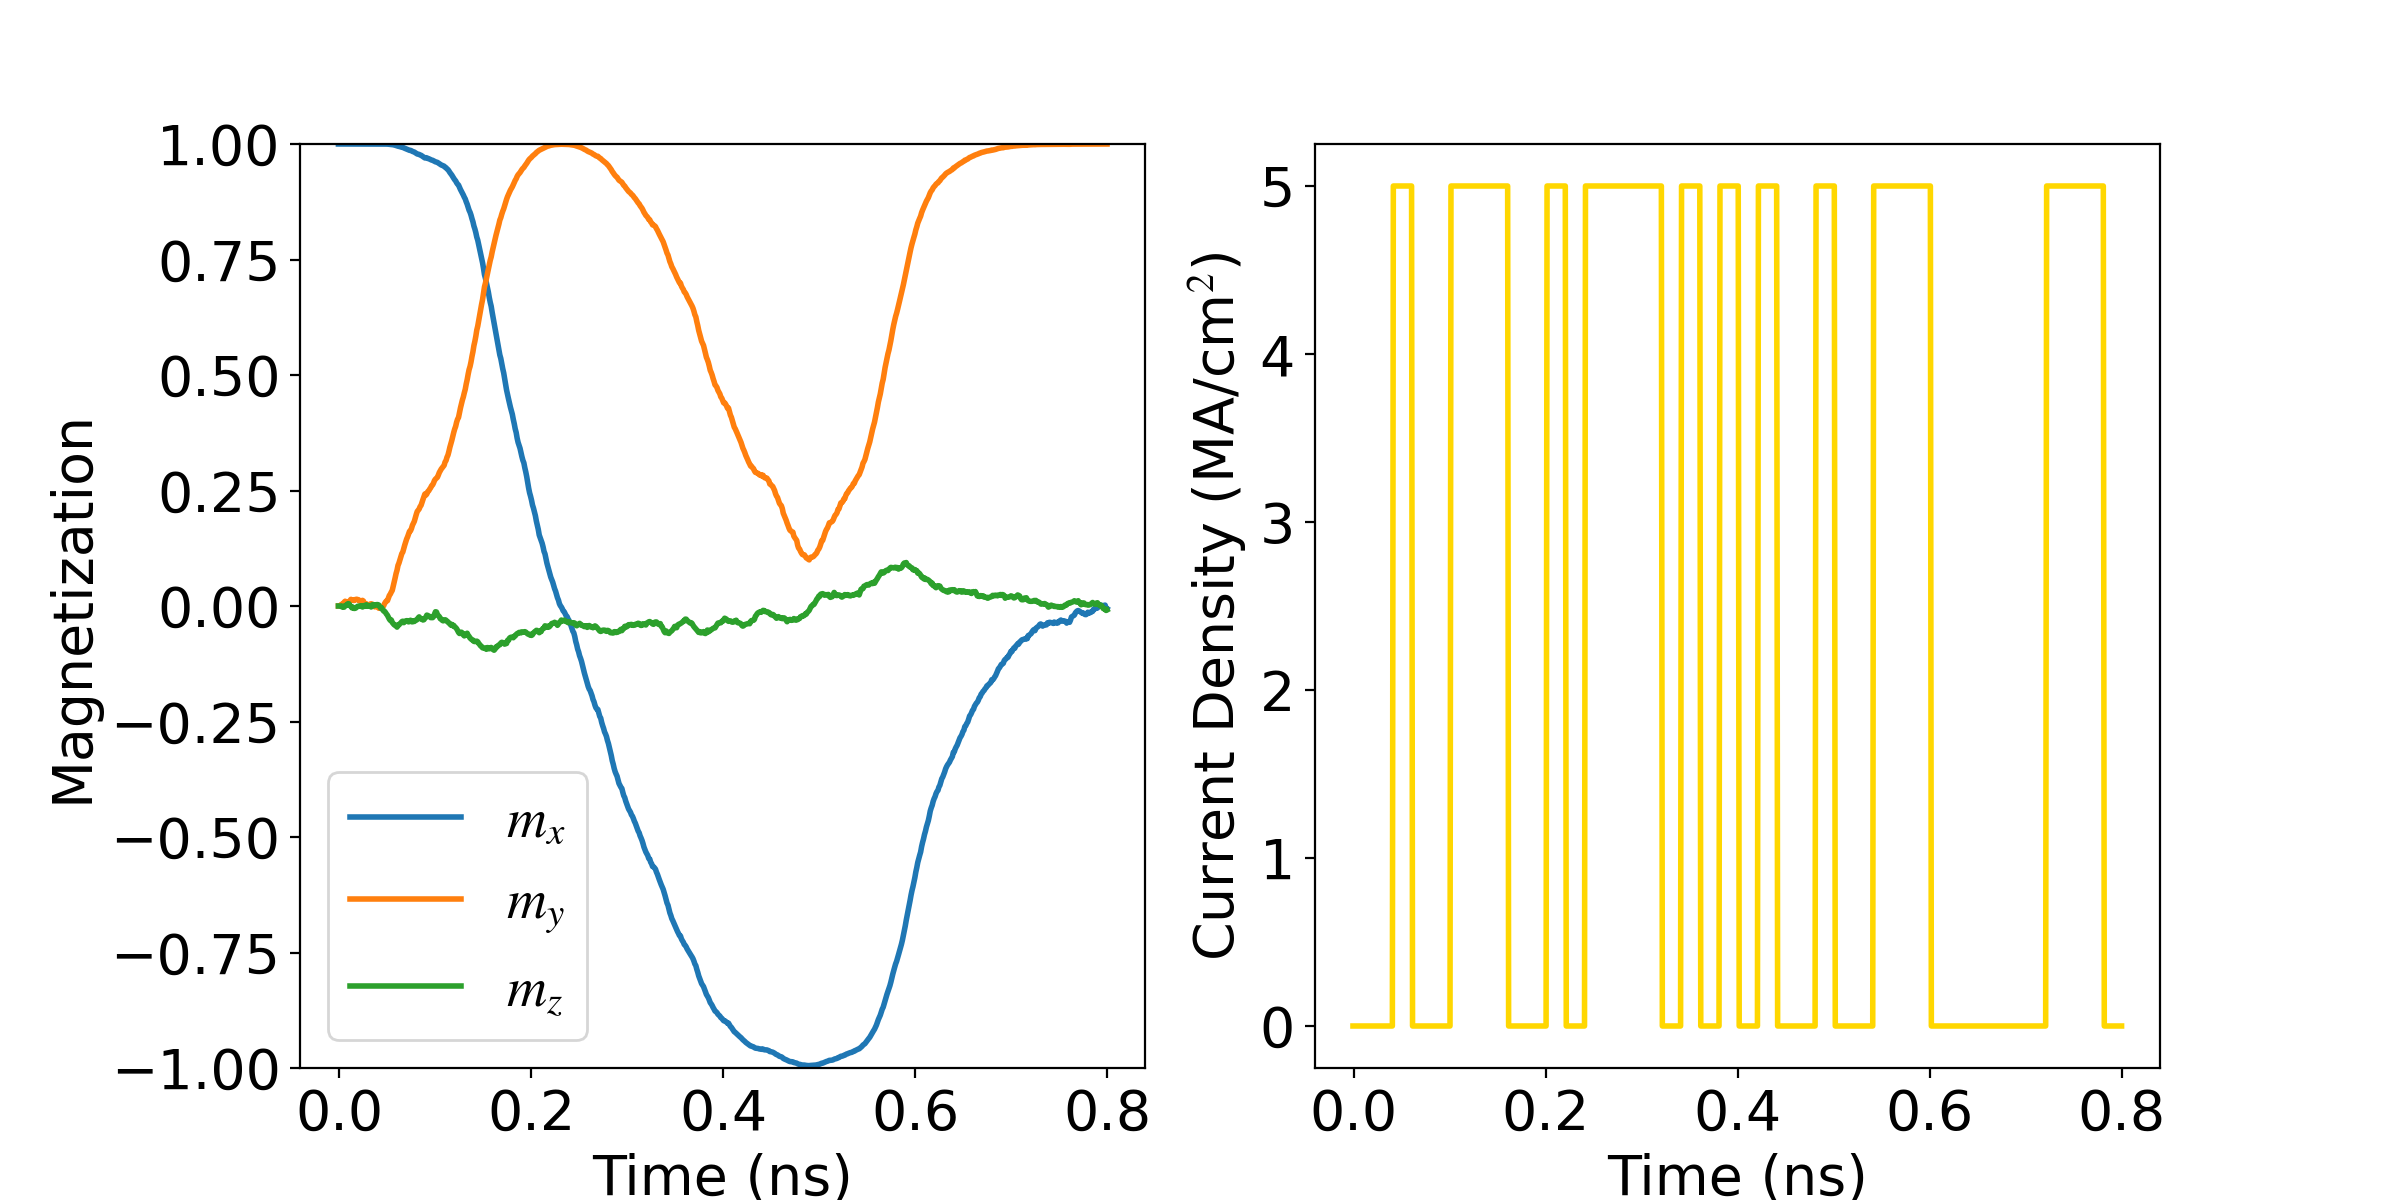 Magnetization
1.00
0.75
0.50
0.25
0.00
−0.25
−0.50
−0.75
−1.00
m_x
m_y
m_z
0.0 0.2 0.4 0.6 0.8
Time (ns)
Current Density (MA/cm²)
5
4
3
2
1
0
0.0 0.2 0.4 0.6 0.8
Time (ns)